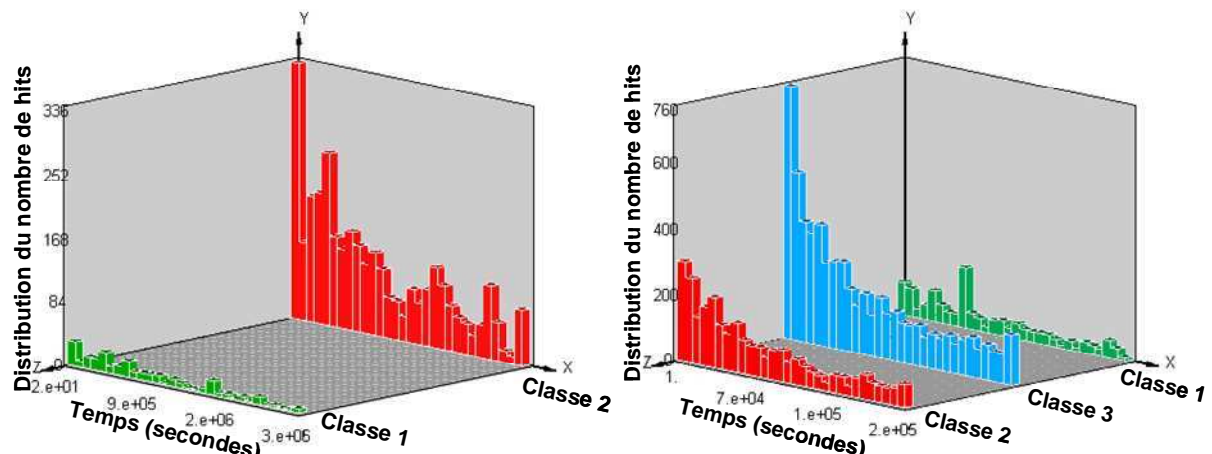 Y
Distribution du nombre de hits
336
252
168
84
0
Z
2.e+01
9.e+05
2.e+06
3.e+06
Temps (secondes)
X
Classe 2
Classe 1
Y
Distribution du nombre de hits
760
600
400
200
0
Z
1.
7.e+04
1.e+05
2.e+05
Temps (secondes)
X
Classe 1
Classe 3
Classe 2